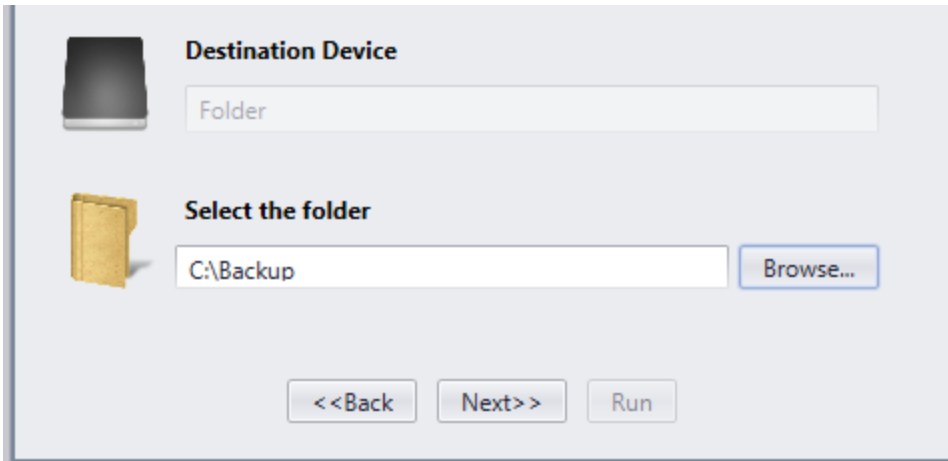 Destination Device
Folder
Select the folder
C:\Backup
Browse...
<<Back Next>> Run